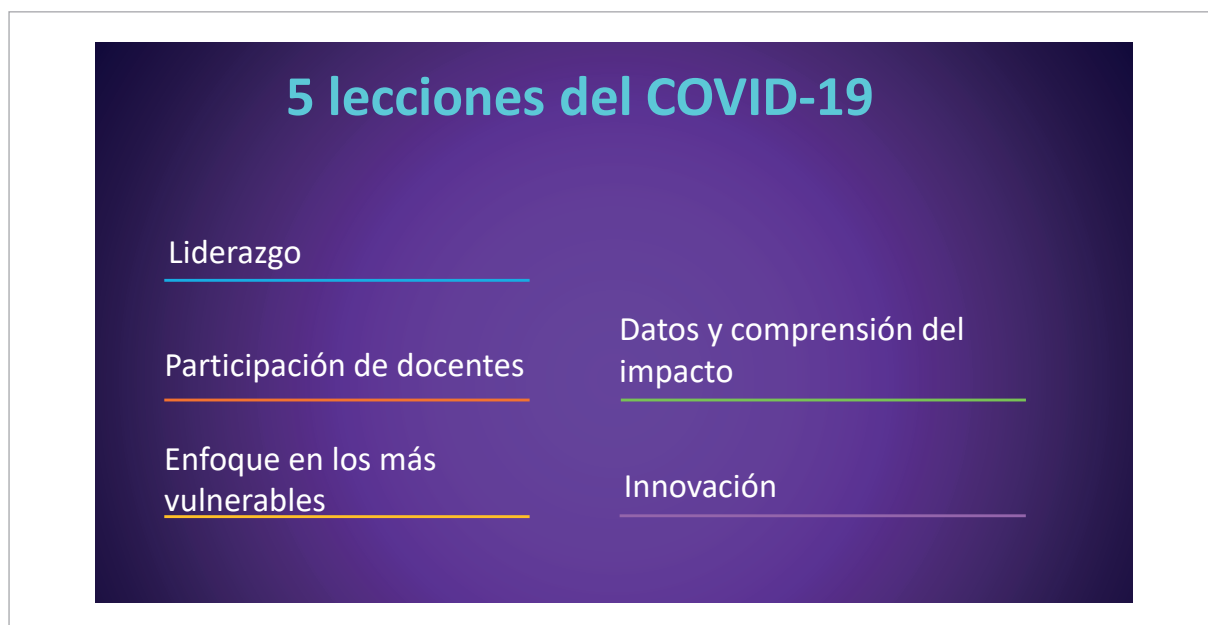 5 lecciones del COVID-19
Liderazgo
Participación de docentes
Enfoque en los más
vulnerables
Datos y comprensión del
impacto
Innovación